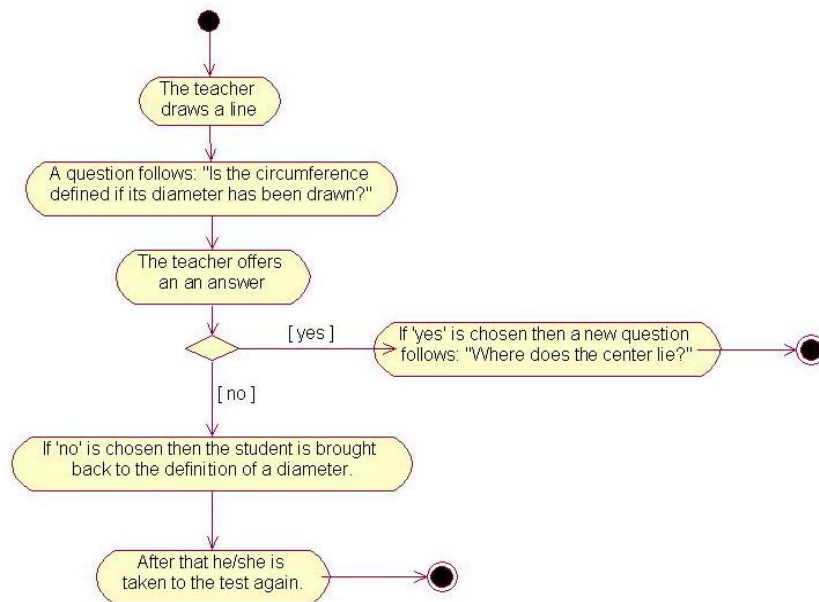 The teacher
draws a line
A question follows: "Is the circumference
defined if its diameter has been drawn?"
The teacher offers
an an answer
[ yes ]
If 'yes' is chosen then a new question
follows: "Where does the center lie?"
[ no ]
If 'no' is chosen then the student is brought
back to the definition of a diameter.
After that he/she is
taken to the test again.